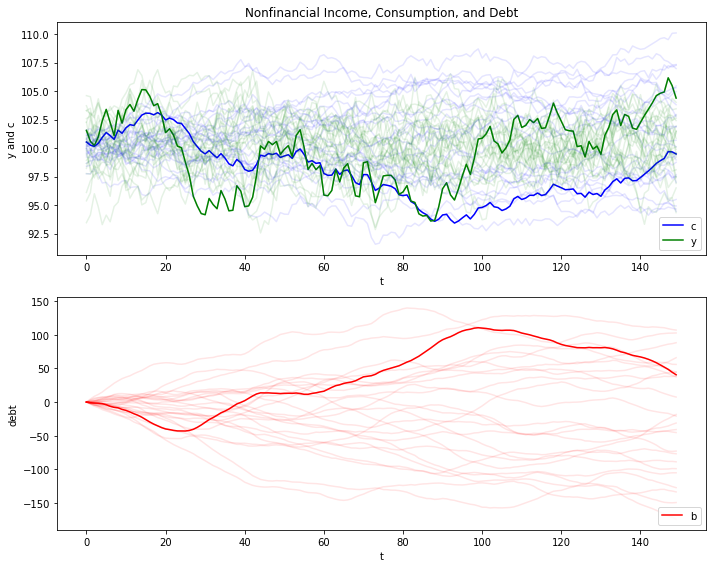 Nonfinancial Income, Consumption, and Debt
110.0
107.5
105.0
102.5
100.0
97.5
95.0
92.5
y and c
c
y
0 20 40 60 80 100 120 140
t
150
100
50
0
−50
−100
−150
debt
b
0 20 40 60 80 100 120 140
t